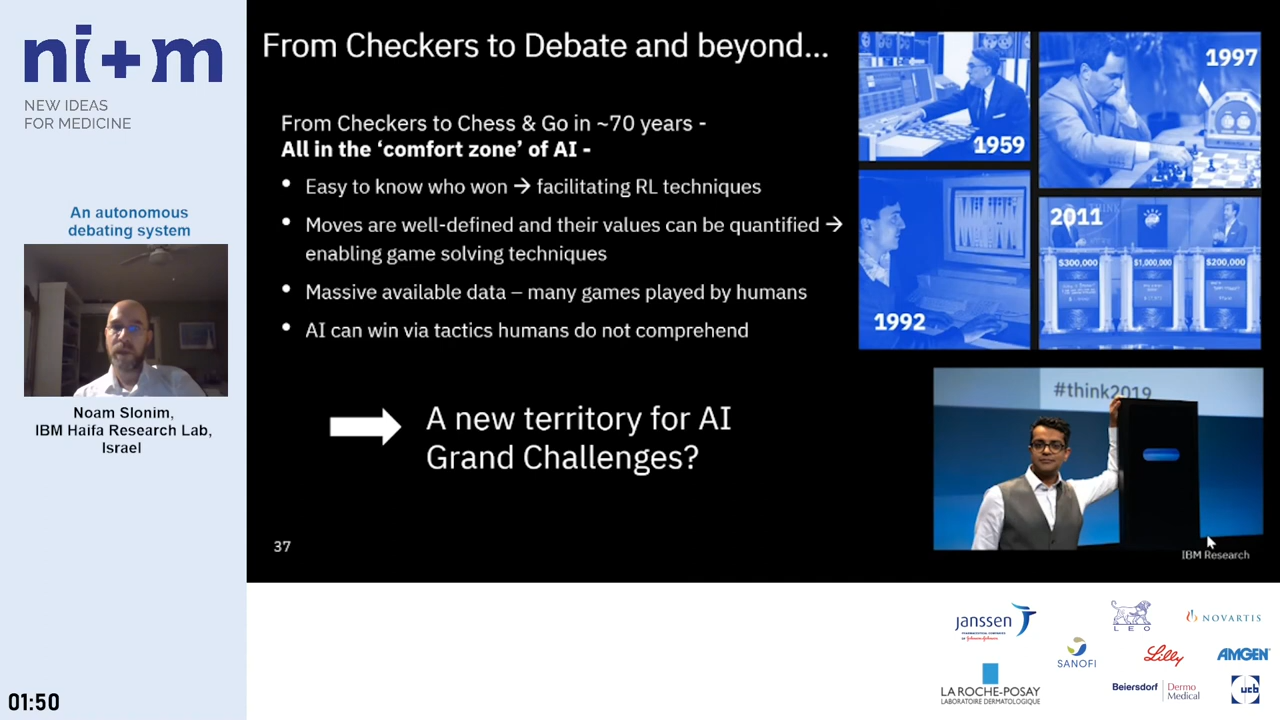 ni+m
NEW IDEAS
FOR MEDICINE
An autonomous
debating system
Noam Slonim,
IBM Haifa Research Lab,
Israel
01:50
From Checkers to Debate and beyond...
From Checkers to Chess & Go in ~70 years -
All in the ‘comfort zone’ of AI -
• Easy to know who won → facilitating RL techniques
• Moves are well-defined and their values can be quantified →
enabling game solving techniques
• Massive available data – many games played by humans
• AI can win via tactics humans do not comprehend
A new territory for AI
Grand Challenges?
37
1959
1997
1992
2011
$300,000
$1,000,000
$200,000
#think2019
IBM Research
janssen
LEO
NOVARTIS
SANOFI
Lilly
AMGEN
LA ROCHE-POSAY
LABORATOIRE DERMATOLOGIQUE
Beiersdorf
Dermo
Medical
ucb